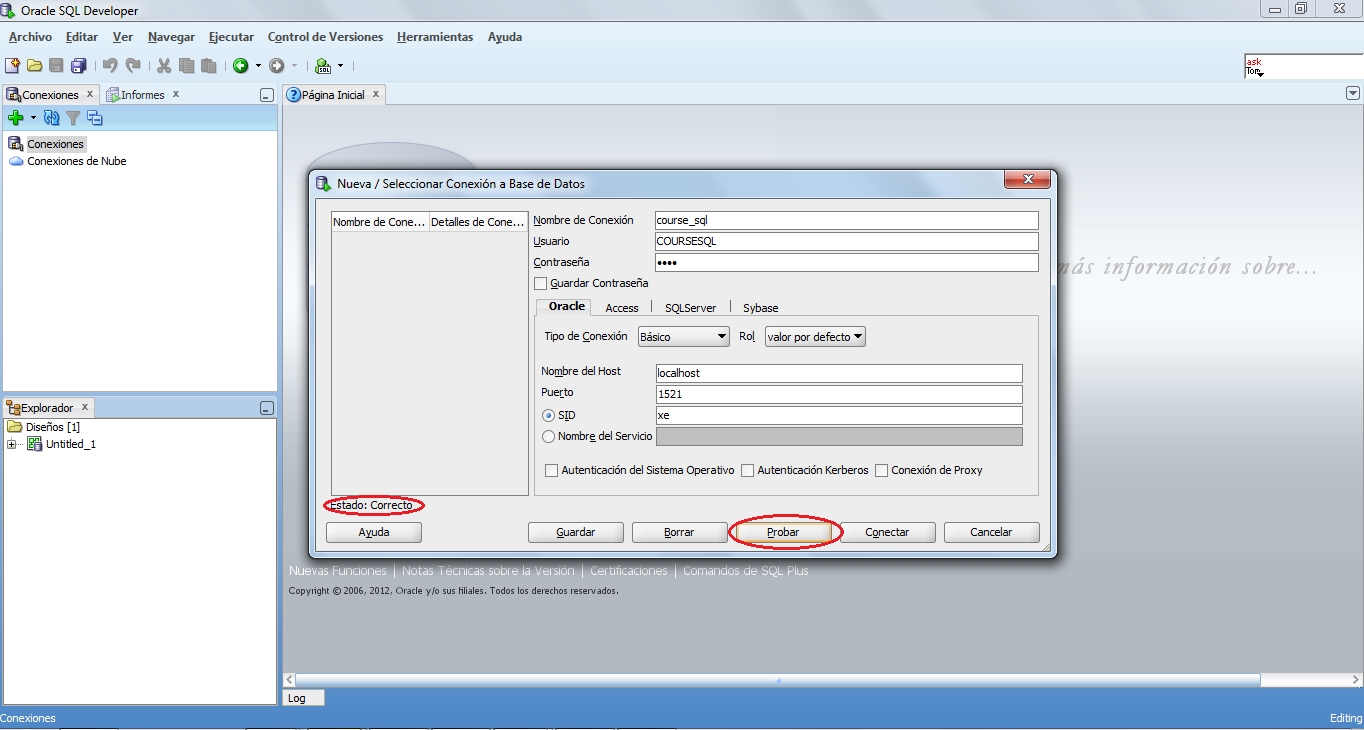 Oracle SQL Developer
Archivo Editar Ver Navegar Ejecutar Control de Versiones Herramientas Ayuda
SQL
ask
Tom
Conexiones x Informes x
Página Inicial x
Conexiones
Conexiones de Nube
más información sobre...
Nueva / Seleccionar Conexión a Base de Datos
Nombre de Cone... Detalles de Cone...
Nombre de Conexión course_sql
Usuario COURSESQL
Contraseña ••••
Guardar Contraseña
Oracle Access SQLServer Sybase
Tipo de Conexión Básico Rol valor por defecto
Nombre del Host localhost
Puerto 1521
SID xe
Nombre del Servicio
Autenticación del Sistema Operativo Autenticación Kerberos Conexión de Proxy
Estado: Correcto
Ayuda Guardar Borrar Probar Conectar Cancelar
Explorador x
Diseños [1]
Untitled_1
Nuevas Funciones | Notas Técnicas sobre la Versión | Certificaciones | Comandos de SQL Plus
Copyright © 2006, 2012, Oracle y/o sus filiales. Todos los derechos reservados.
Log
Conexiones Editing